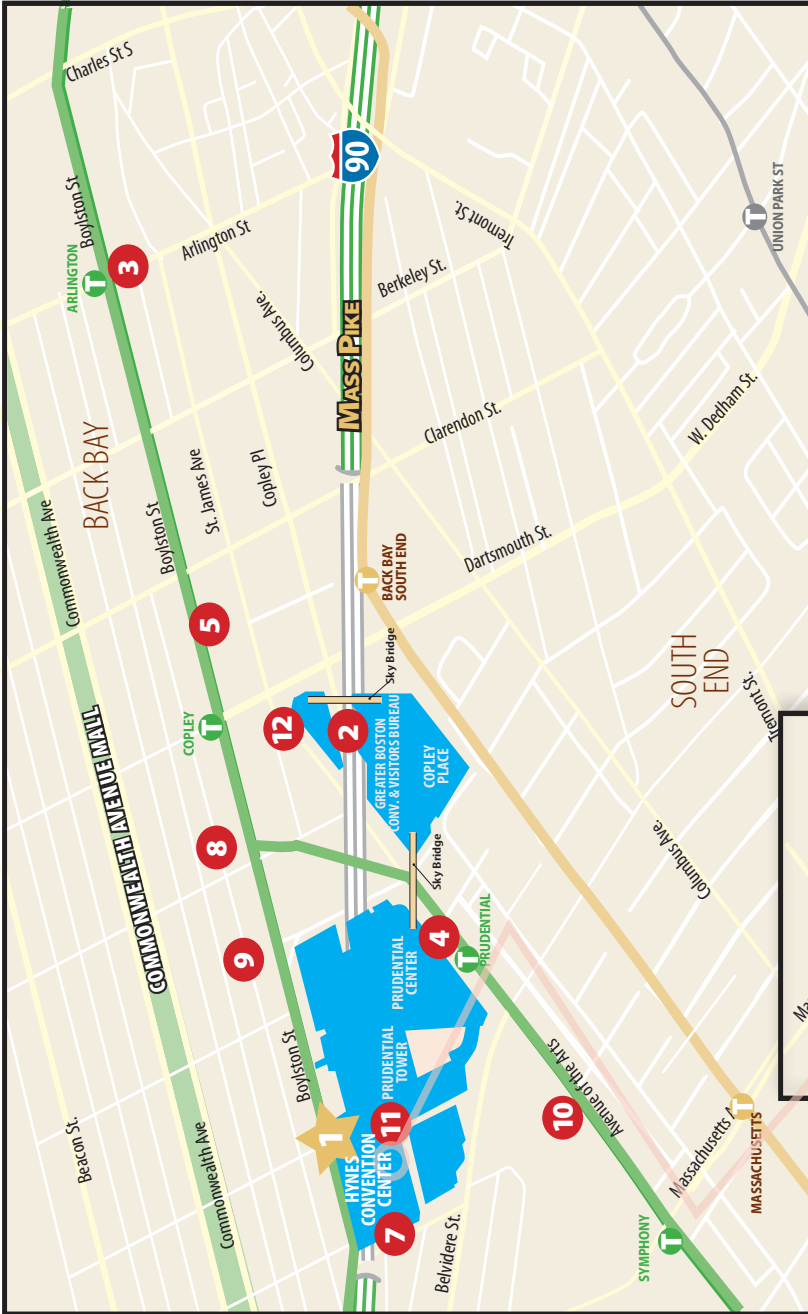 Charles St S
Boylston St
ARLINGTON
T
3
Arlington St
90
Tremont St.
T
UNION PARK ST
Berkeley St.
Columbus Ave.
MASS PIKE
BACK BAY
Commonwealth Ave
St. James Ave
Copley Pl
Clarendon St.
W. Dedham St.
Boylston St
5
Dartsmouth St.
T
BACK BAY
SOUTH END
SOUTH
END
Sky Bridge
COPLEY
T
12
2
GREATER BOSTON
CONV. & VISITORS BUREAU
COPLEY
PLACE
Tremont St.
COMMONWEALTH AVENUE MALL
8
Sky Bridge
Columbus Ave.
9
4
T
PRUDENTIAL
PRUDENTIAL
CENTER
Boylston St
PRUDENTIAL
TOWER
Avenue of the Arts
10
1
11
HYNES
CONVENTION
CENTER
7
Beacon St.
Commonwealth Ave
Belvidere St.
Massachusetts A
T
MASSACHUSETTS
SYMPHONY
T
Ma